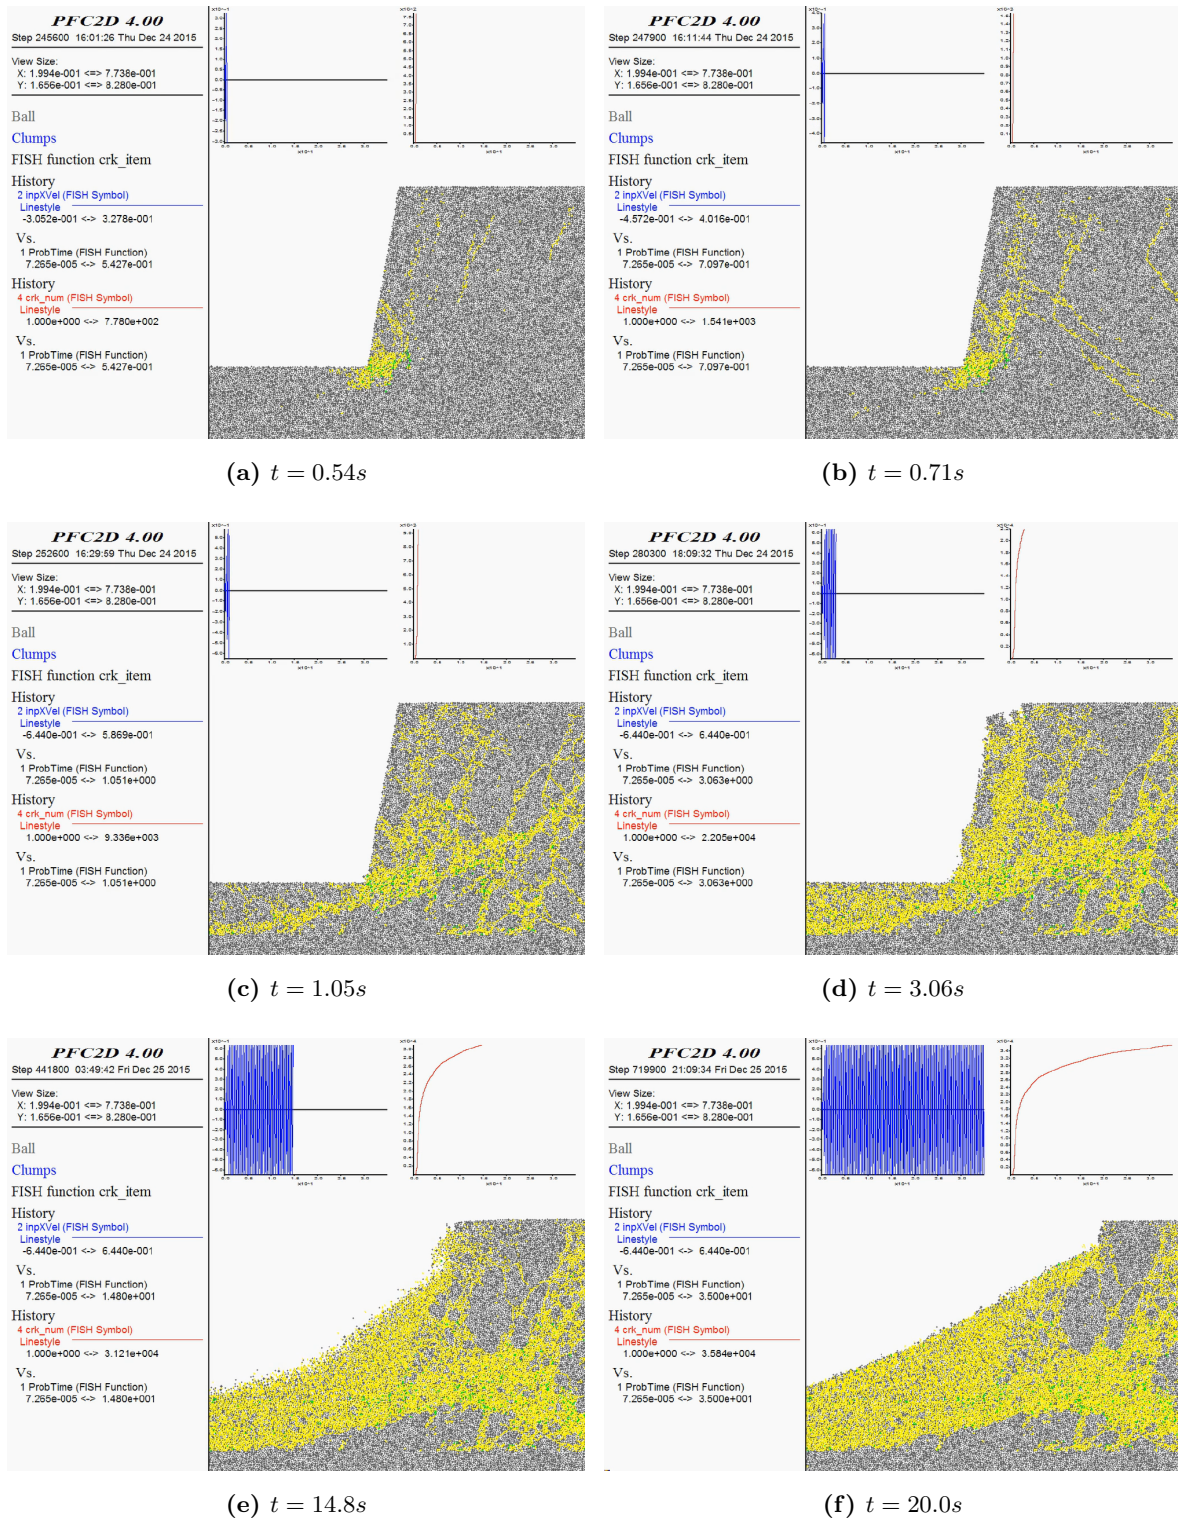 PFC2D 4.00
Step 245600 16:01:26 Thu Dec 24 2015
View Size:
X: 1.994e-001 <=> 7.738e-001
Y: 1.656e-001 <=> 8.280e-001
Ball
Clumps
FISH function crk_item
History
2 inpXVel (FISH Symbol)
Linestyle
-3.052e-001 <-> 3.278e-001
Vs.
1 ProbTime (FISH Function)
7.265e-005 <-> 5.427e-001
History
4 crk_num (FISH Symbol)
Linestyle
1.000e+000 <-> 7.780e+002
Vs.
1 ProbTime (FISH Function)
7.265e-005 <-> 5.427e-001
(a) t = 0.54s
PFC2D 4.00
Step 247900 16:11:44 Thu Dec 24 2015
View Size:
X: 1.994e-001 <=> 7.738e-001
Y: 1.656e-001 <=> 8.280e-001
Ball
Clumps
FISH function crk_item
History
2 inpXVel (FISH Symbol)
Linestyle
-4.572e-001 <-> 4.016e-001
Vs.
1 ProbTime (FISH Function)
7.265e-005 <-> 7.097e-001
History
4 crk_num (FISH Symbol)
Linestyle
1.000e+000 <-> 1.541e+003
Vs.
1 ProbTime (FISH Function)
7.265e-005 <-> 7.097e-001
(b) t = 0.71s
PFC2D 4.00
Step 252600 16:29:59 Thu Dec 24 2015
View Size:
X: 1.994e-001 <=> 7.738e-001
Y: 1.656e-001 <=> 8.280e-001
Ball
Clumps
FISH function crk_item
History
2 inpXVel (FISH Symbol)
Linestyle
-6.440e-001 <-> 5.869e-001
Vs.
1 ProbTime (FISH Function)
7.265e-005 <-> 1.051e+000
History
4 crk_num (FISH Symbol)
Linestyle
1.000e+000 <-> 9.336e+003
Vs.
1 ProbTime (FISH Function)
7.265e-005 <-> 1.051e+000
(c) t = 1.05s
PFC2D 4.00
Step 280300 18:09:32 Thu Dec 24 2015
View Size:
X: 1.994e-001 <=> 7.738e-001
Y: 1.656e-001 <=> 8.280e-001
Ball
Clumps
FISH function crk_item
History
2 inpXVel (FISH Symbol)
Linestyle
-6.440e-001 <-> 6.440e-001
Vs.
1 ProbTime (FISH Function)
7.265e-005 <-> 3.063e+000
History
4 crk_num (FISH Symbol)
Linestyle
1.000e+000 <-> 2.205e+004
Vs.
1 ProbTime (FISH Function)
7.265e-005 <-> 3.063e+000
(d) t = 3.06s
PFC2D 4.00
Step 441800 03:49:42 Fri Dec 25 2015
View Size:
X: 1.994e-001 <=> 7.738e-001
Y: 1.656e-001 <=> 8.280e-001
Ball
Clumps
FISH function crk_item
History
2 inpXVel (FISH Symbol)
Linestyle
-6.440e-001 <-> 6.440e-001
Vs.
1 ProbTime (FISH Function)
7.265e-005 <-> 1.480e+001
History
4 crk_num (FISH Symbol)
Linestyle
1.000e+000 <-> 3.121e+004
Vs.
1 ProbTime (FISH Function)
7.265e-005 <-> 1.480e+001
(e) t = 14.8s
PFC2D 4.00
Step 719900 21:09:34 Fri Dec 25 2015
View Size:
X: 1.994e-001 <=> 7.738e-001
Y: 1.656e-001 <=> 8.280e-001
Ball
Clumps
FISH function crk_item
History
2 inpXVel (FISH Symbol)
Linestyle
-6.440e-001 <-> 6.440e-001
Vs.
1 ProbTime (FISH Function)
7.265e-005 <-> 3.500e+001
History
4 crk_num (FISH Symbol)
Linestyle
1.000e+000 <-> 3.584e+004
Vs.
1 ProbTime (FISH Function)
7.265e-005 <-> 3.500e+001
(f) t = 20.0s